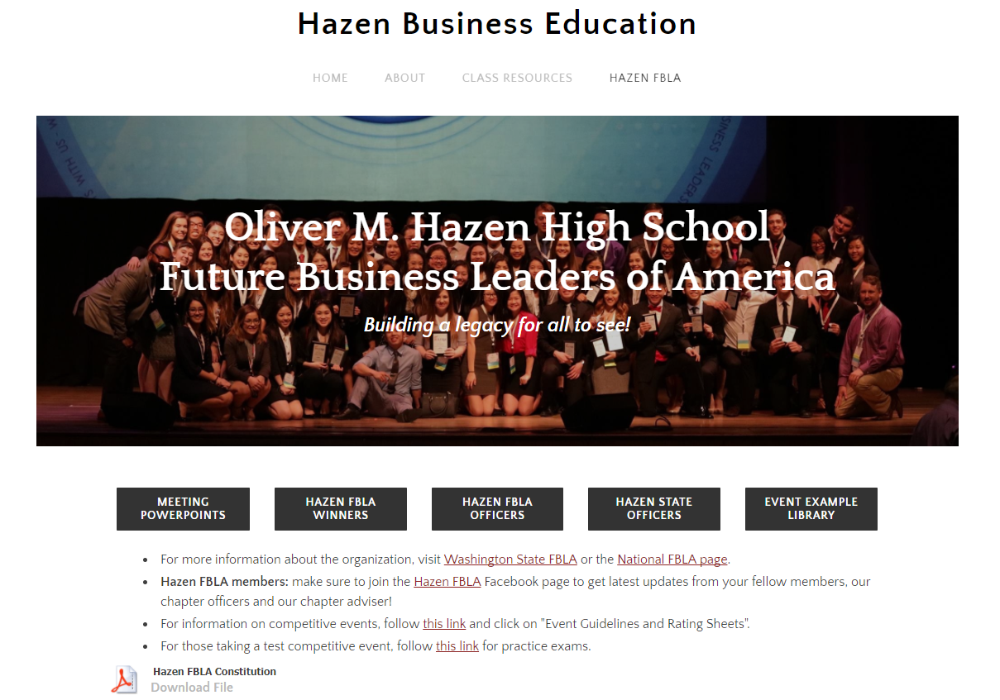 Hazen Business Education
HOME ABOUT CLASS RESOURCES HAZEN FBLA
SINESS LEADERS
WITH US - W
Oliver M. Hazen High School
Future Business Leaders of America
Building a legacy for all to see!
MEETING
POWERPOINTS
HAZEN FBLA
WINNERS
HAZEN FBLA
OFFICERS
HAZEN STATE
OFFICERS
EVENT EXAMPLE
LIBRARY
• For more information about the organization, visit Washington State FBLA or the National FBLA page.
• Hazen FBLA members: make sure to join the Hazen FBLA Facebook page to get latest updates from your fellow members, our
chapter officers and our chapter adviser!
• For information on competitive events, follow this link and click on "Event Guidelines and Rating Sheets".
• For those taking a test competitive event, follow this link for practice exams.
Hazen FBLA Constitution
Download File